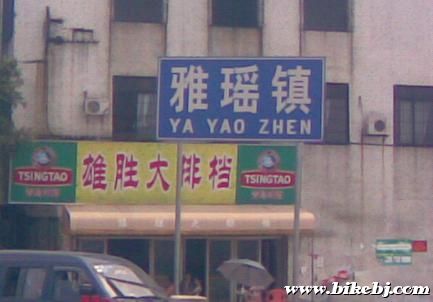 雅瑶镇
YA YAO ZHEN
TSINGTAO
雄胜大排档
TSINGTAO
www.bikebj.com